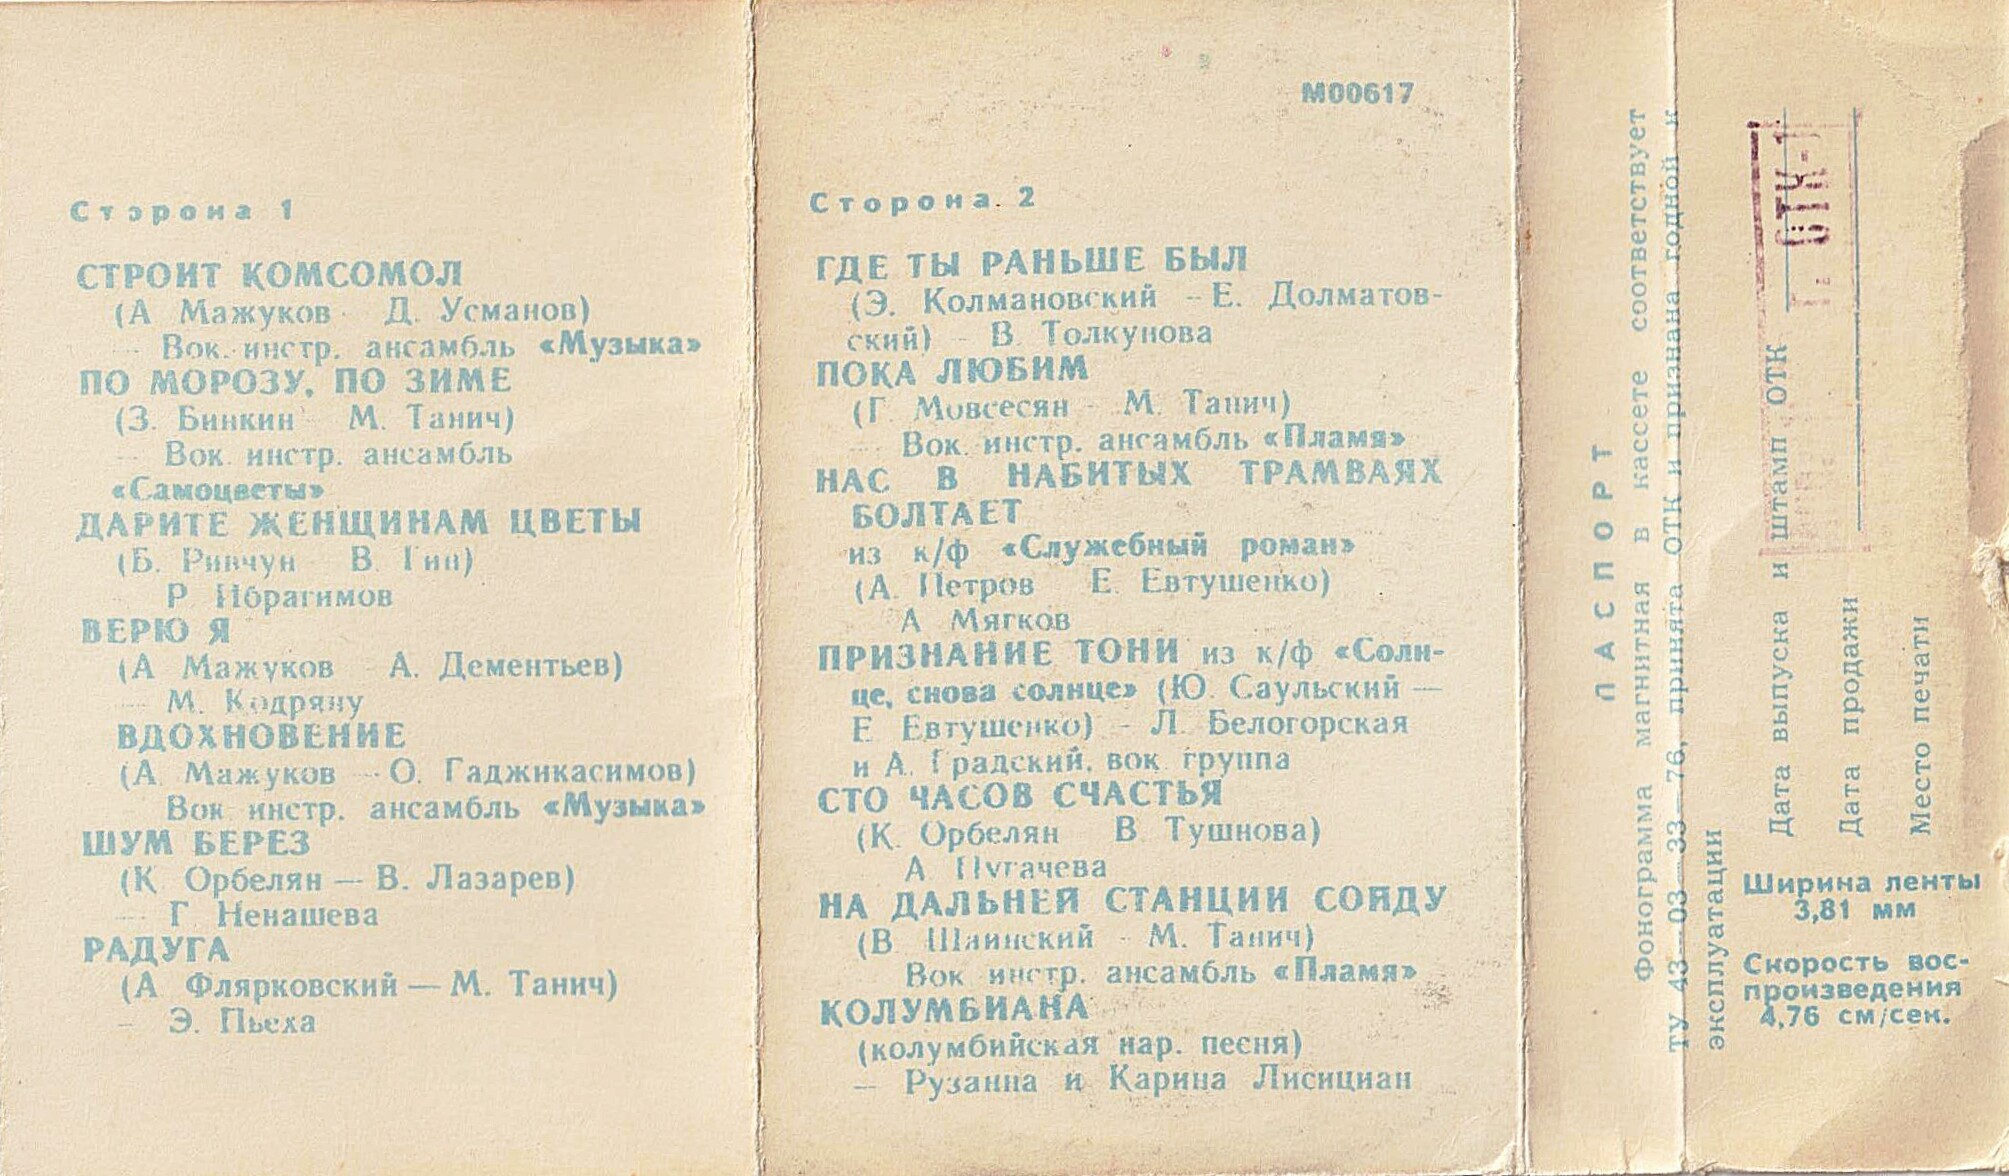 Сторона 1
СТРОИТ КОМСОМОЛ
(А Мажуков Д. Усманов)
— Вок. инстр. ансамбль «Музыка»
ПО МОРОЗУ, ПО ЗИМЕ
(З. Бинкин М. Танич)
— Вок. инстр. ансамбль
«Самоцветы»
ДАРИТЕ ЖЕНЩИНАМ ЦВЕТЫ
(Б. Ривчун В. Гин)
Р. Ибрагимов
ВЕРЮ Я
(А Мажуков - А. Дементьев)
— М. Кодряну
ВДОХНОВЕНИЕ
(А. Мажуков — О. Гаджикасимов)
— Вок инстр. ансамбль «Музыка»
ШУМ БЕРЕЗ
(К Орбелян — В. Лазарев)
— Г. Ненашева
РАДУГА
(А Флярковский — М. Танич)
– Э. Пьеха
М00617
Сторона 2
ГДЕ ТЫ РАНЬШЕ БЫЛ
(Э. Колмановский – Е. Долматов-
ский) – В. Толкунова
ПОКА ЛЮБИМ
(Г. Мовсесян – М. Танич)
— Вок. инстр. ансамбль «Пламя»
НАС В НАБИТЫХ ТРАМВАЯХ
БОЛТАЕТ
из к/ф «Служебный роман»
(А. Петров Е. Евтушенко)
А Мягков
ПРИЗНАНИЕ ТОНИ из к/ф «Солн-
це, снова солнце» (Ю. Саульский —
Е Евтушенко) – Л. Белогорская
и А. Градский, вок. группа
СТО ЧАСОВ СЧАСТЬЯ
(К. Орбелян В Тушнова)
А Пугачева
НА ДАЛЬНЕЙ СТАНЦИИ СОЙДУ
(В. Шаинский – М. Танич)
Вок инстр. ансамбль «Пламя»
КОЛУМБИАНА
(колумбийская нар. песня)
— Рузанна и Карина Лисициан
ПАСПОРТ
Фонограмма магнитная в кассете соответствует
ТУ 43—03—33—76, принята ОТК и признана годной к
эксплуатации
Дата выпуска и штамп ОТК
Дата продажи
Место печати
ОТК-1
Ширина ленты
3,81 мм
Скорость вос-
произведения
4,76 см/сек.